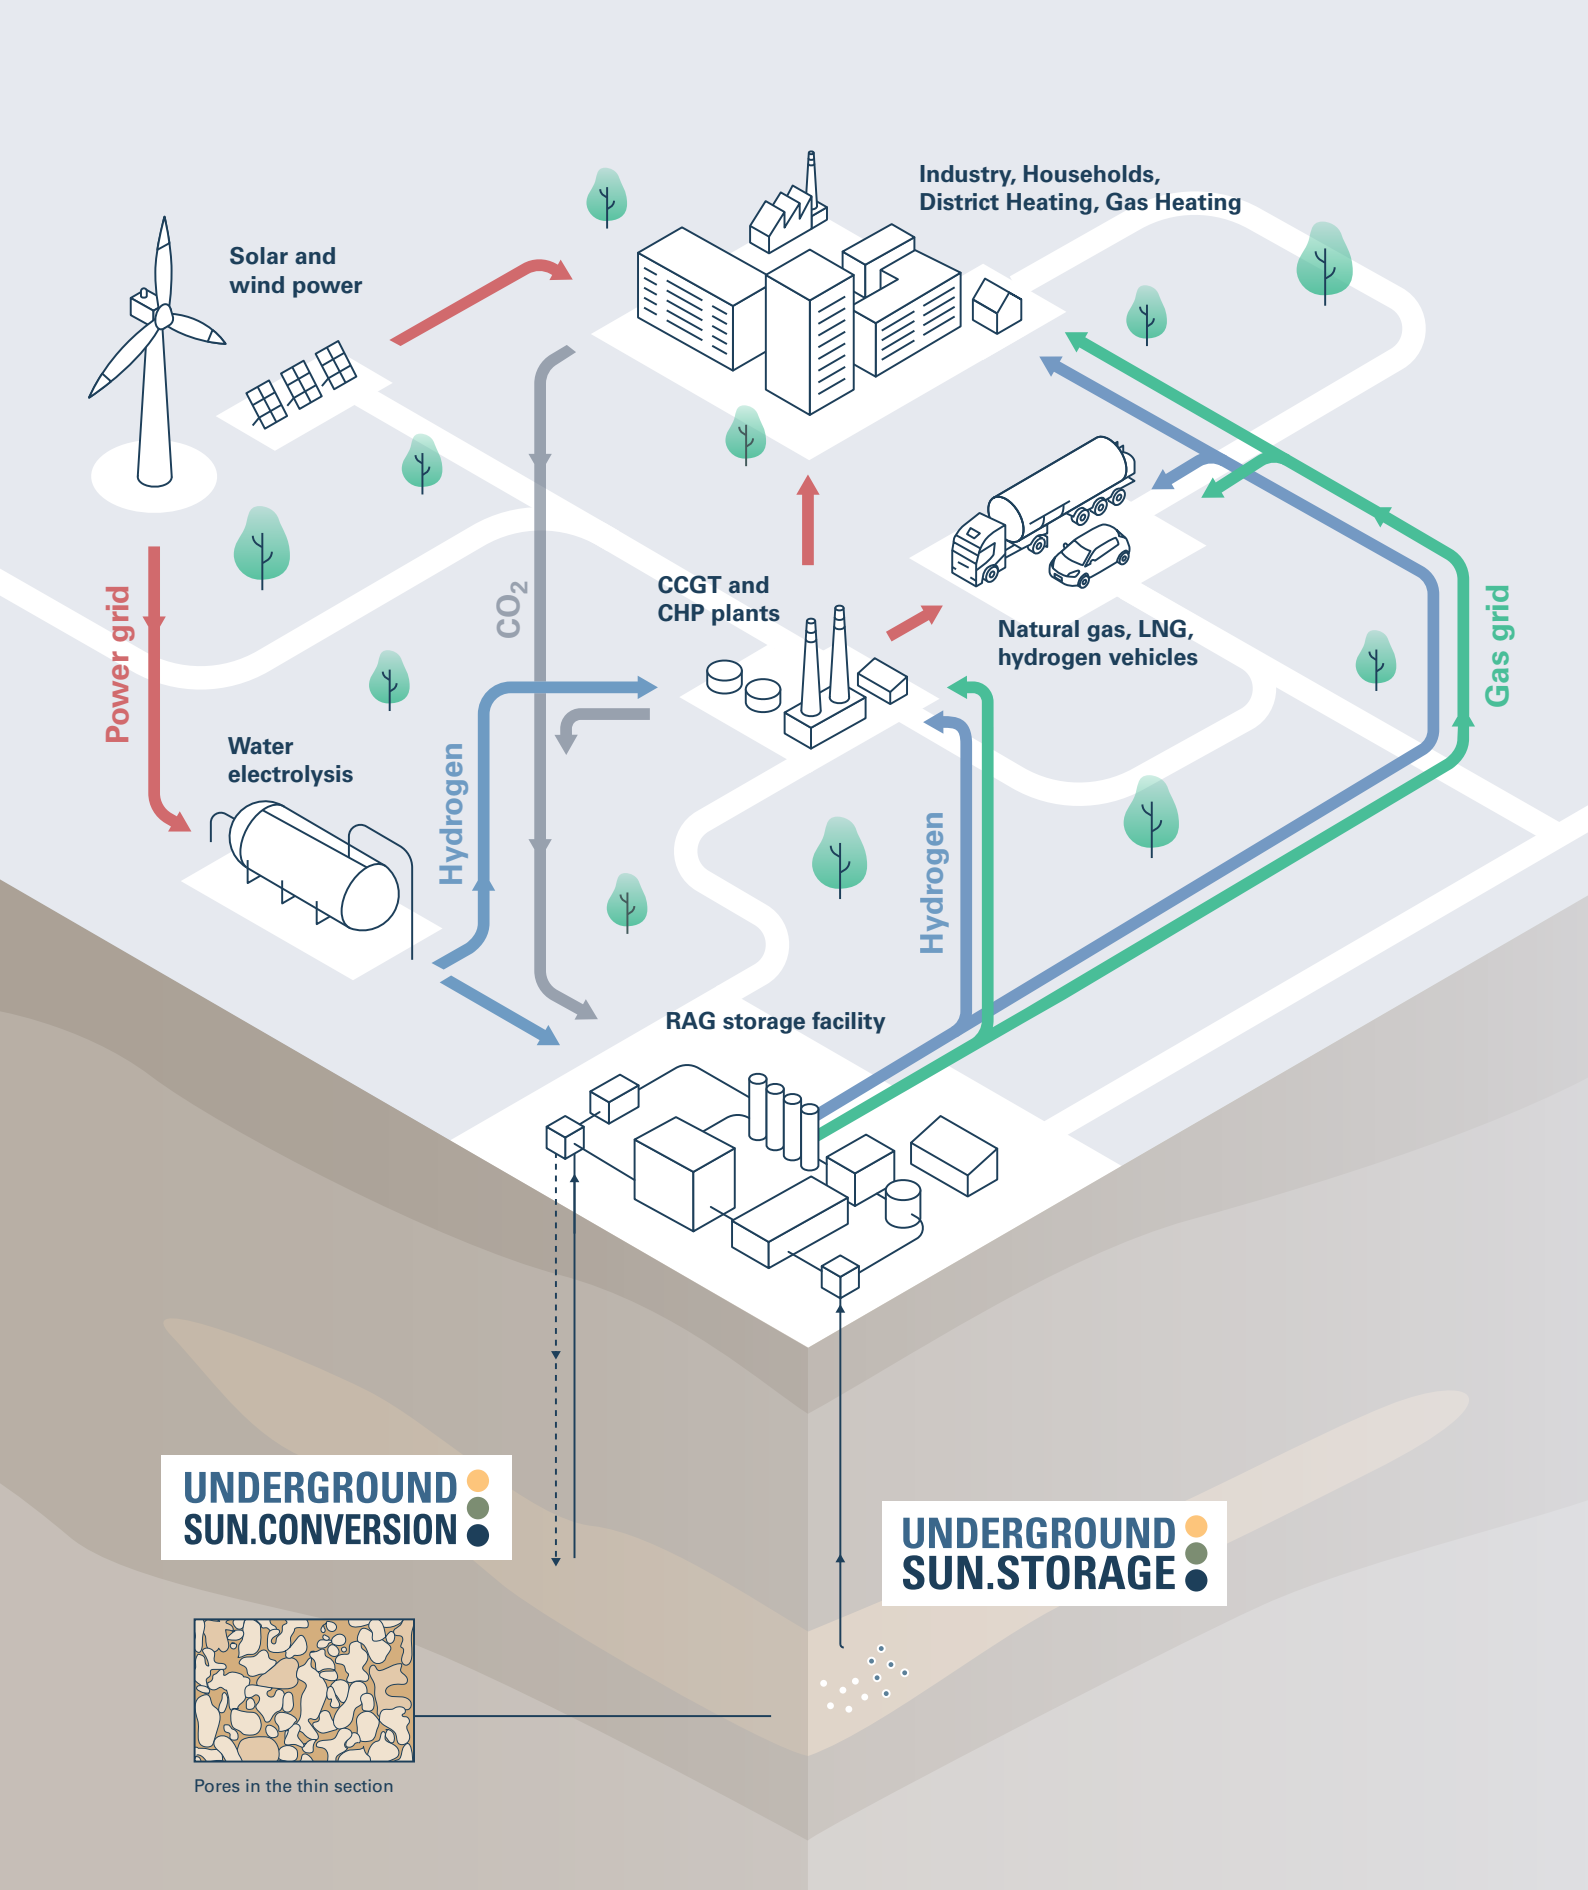 Industry, Households,
District Heating, Gas Heating
Solar and
wind power
CCGT and
CHP plants
CO2
Power grid
Natural gas, LNG,
hydrogen vehicles
Gas grid
Water
electrolysis
Hydrogen
Hydrogen
RAG storage facility
UNDERGROUND
SUN.CONVERSION
UNDERGROUND
SUN.STORAGE
Pores in the thin section